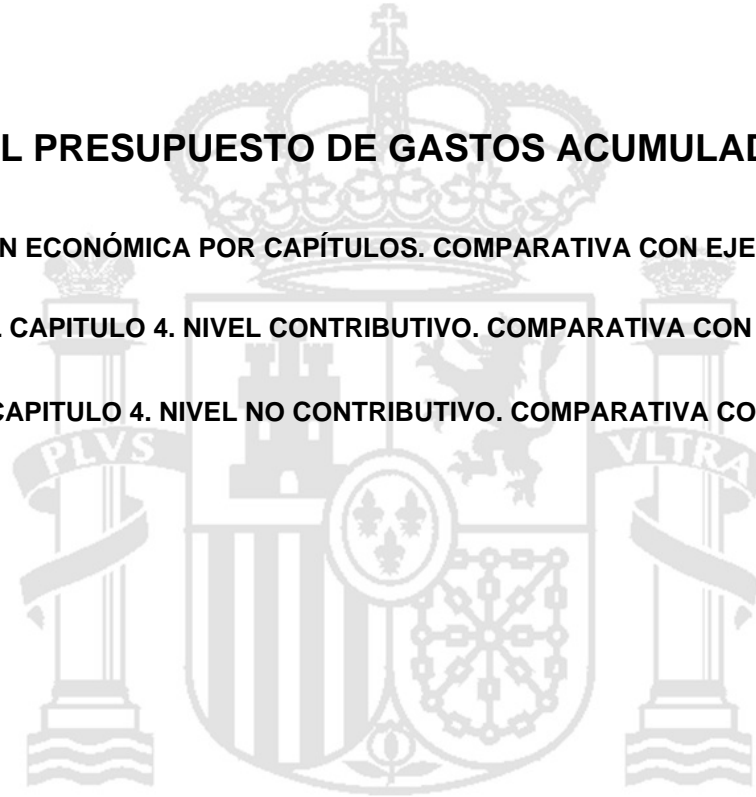 L PRESUPUESTO DE GASTOS ACUMULAD
N ECONÓMICA POR CAPÍTULOS. COMPARATIVA CON EJE
CAPITULO 4. NIVEL CONTRIBUTIVO. COMPARATIVA CON
CAPITULO 4. NIVEL NO CONTRIBUTIVO. COMPARATIVA CO
PLVS VLTRA